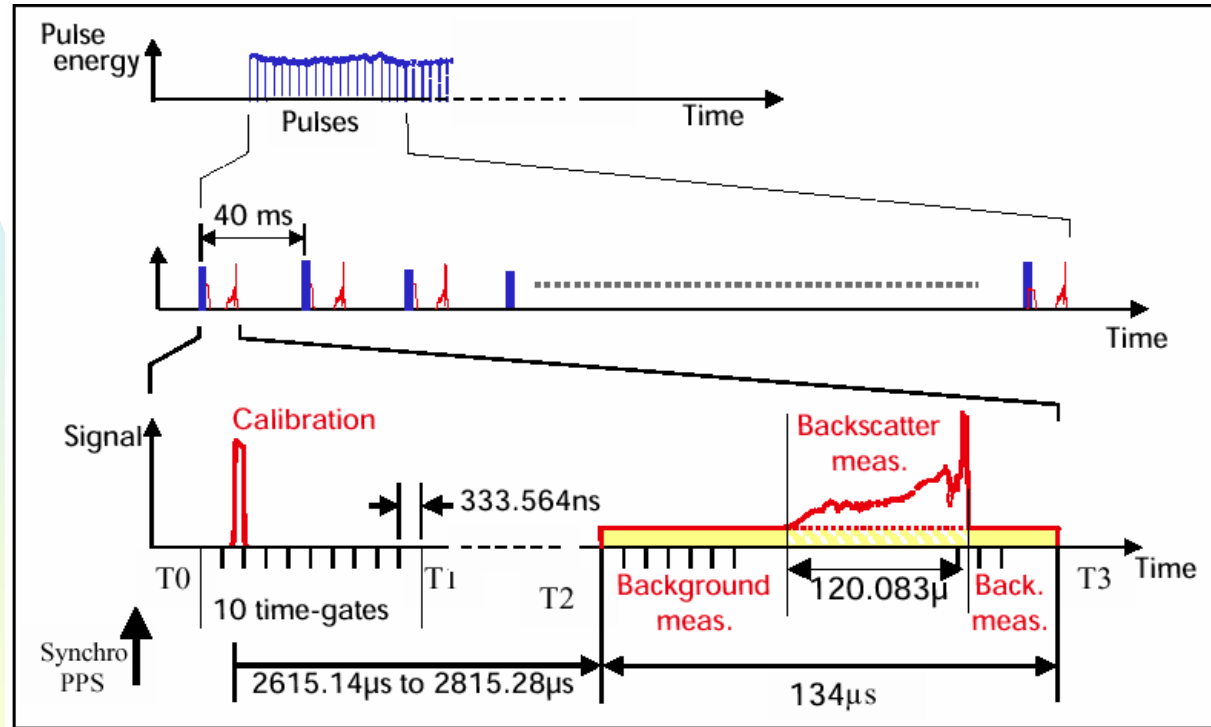 Pulse
energy
Time
Pulses
40 ms
Time
Calibration
Signal
Backscatter
meas.
333.564ns
T0
T1
T2
T3
Time
10 time-gates
Background
meas.
120.083µ
Back.
meas.
Synchro
PPS
2615.14µs to 2815.28µs
134µs